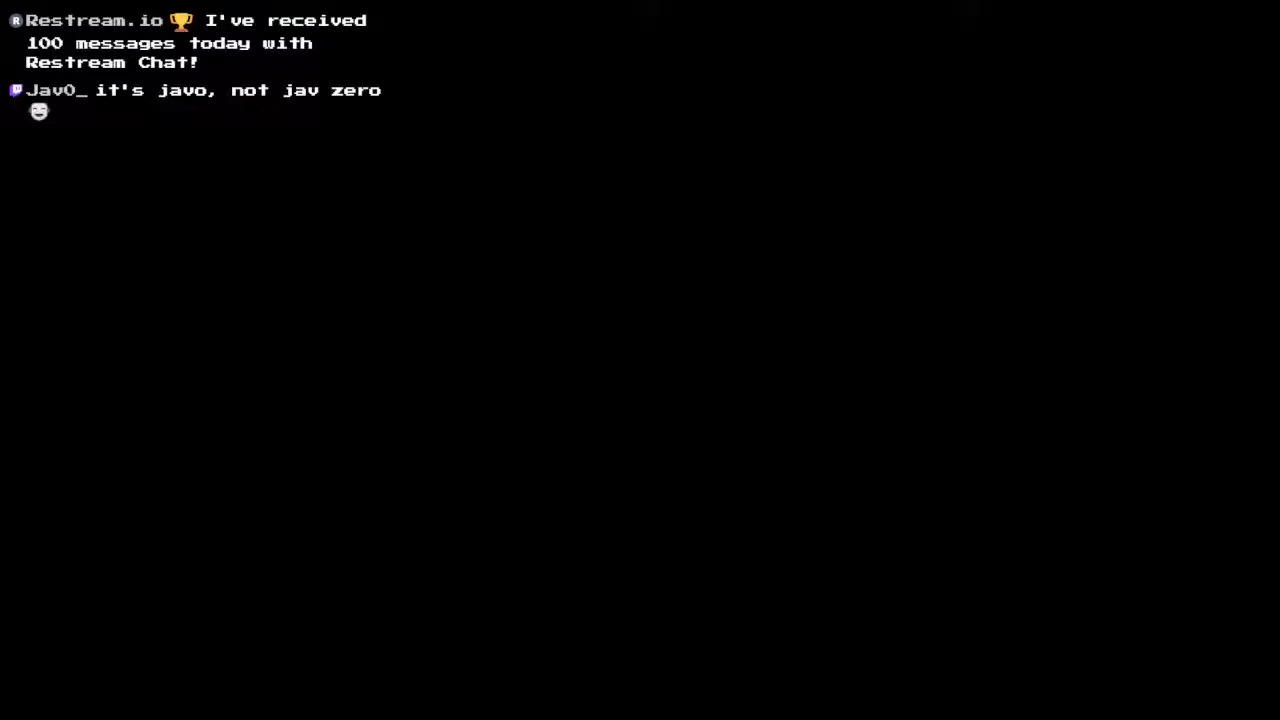 Restream.io 🏆 I've received
100 messages today with
Restream Chat!
Jav0_ it's javo, not jav zero